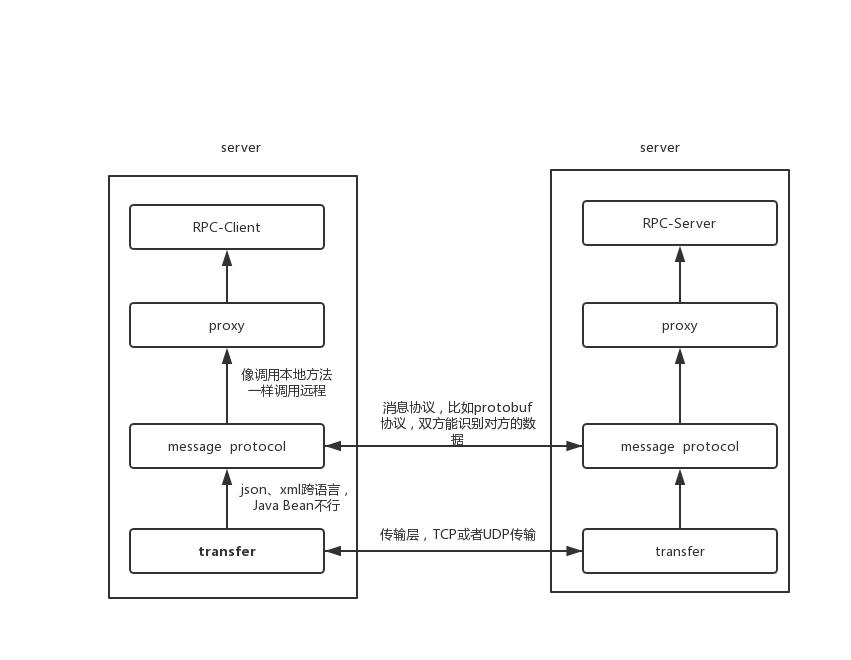 server
server
RPC-Client
RPC-Server
proxy
proxy
像调用本地方法
一样调用远程
消息协议，比如protobuf
协议，双方能识别对方的数
据
message protocol
message protocol
json、xml跨语言，
Java Bean不行
传输层，TCP或者UDP传输
transfer
transfer